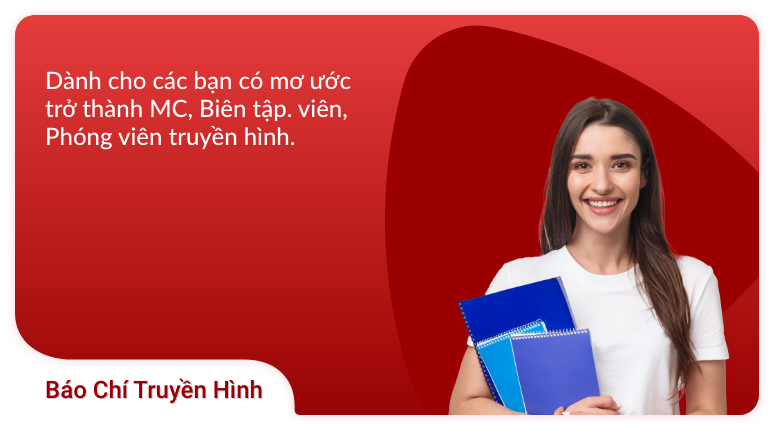 Dành cho các bạn có mơ ước
trở thành MC, Biên tập. viên,
Phóng viên truyền hình.
Báo Chí Truyền Hình